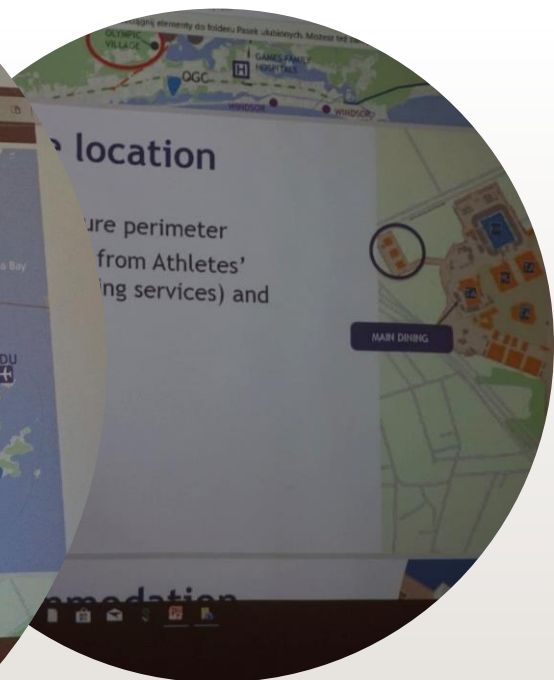 elementy do folderu Pasek ulubionych. Możesz też
OLYMPIC
VILLAGE
GAMES FAMILY
HOSPITALS
H
OGC
WINDSOR
WINDSOR
location
ure perimeter
from Athletes'
ing services) and
a Bay
DU
MAIN DINING